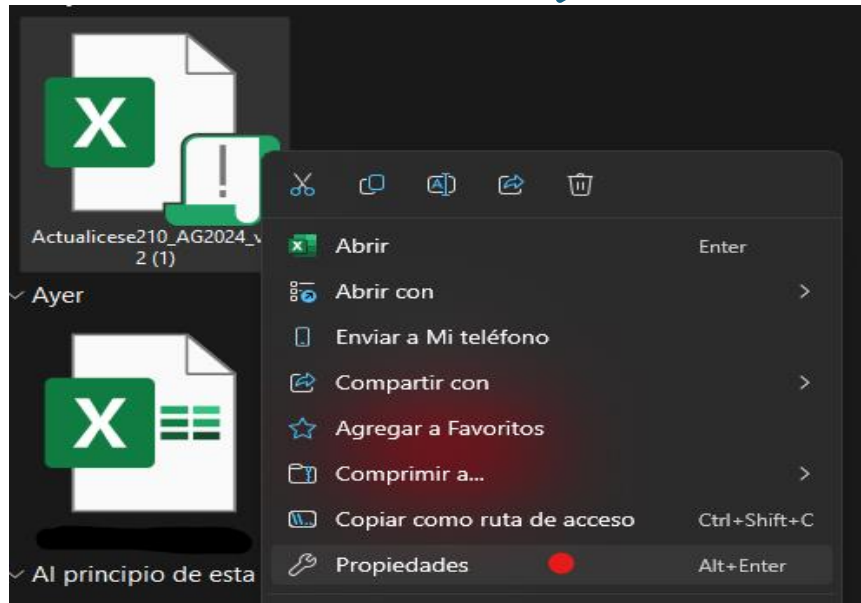 Actualicese210_AG2024_v
2 (1)
Ayer
Al principio de esta
Abrir Enter
Abrir con
Enviar a Mi teléfono
Compartir con
Agregar a Favoritos
Comprimir a...
Copiar como ruta de acceso Ctrl+Shift+C
Propiedades Alt+Enter